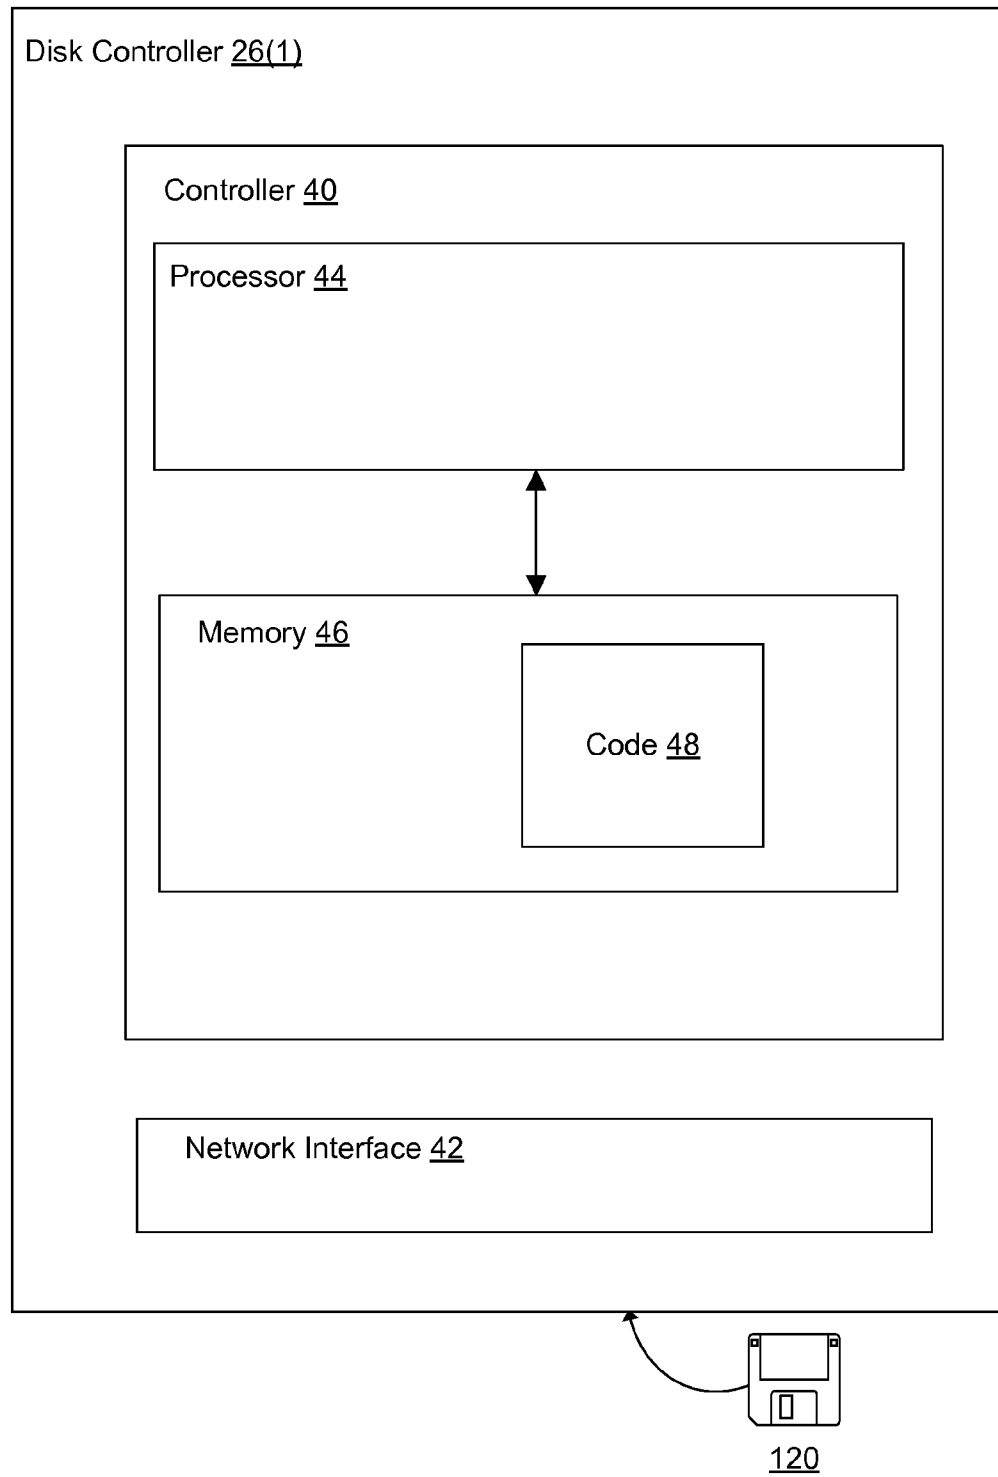 Disk Controller 26(1)
Controller 40
Processor 44
Memory 46
Code 48
Network Interface 42
120